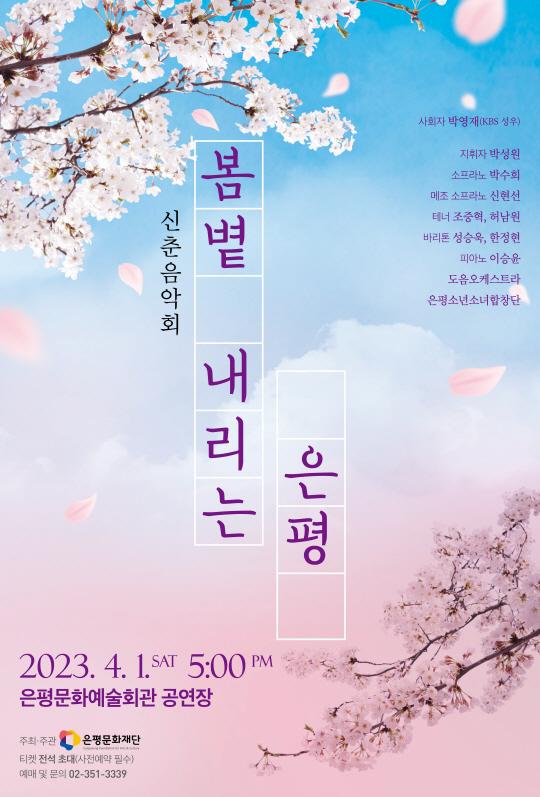 사회자 박영재(KBS 성우)
지휘자 박성원
소프라노 박수희
메조 소프라노 신현선
테너 조중혁, 허남원
바리톤 성승욱, 한정현
피아노 이승윤
도음오케스트라
은평소년소녀합창단
신춘음악회
봄볕 내리는
은평
2023. 4. 1. SAT 5:00 PM
은평문화예술회관 공연장
주최·주관 은평문화재단
티켓 전석 초대(사전예약 필수)
예매 및 문의 02-351-3339